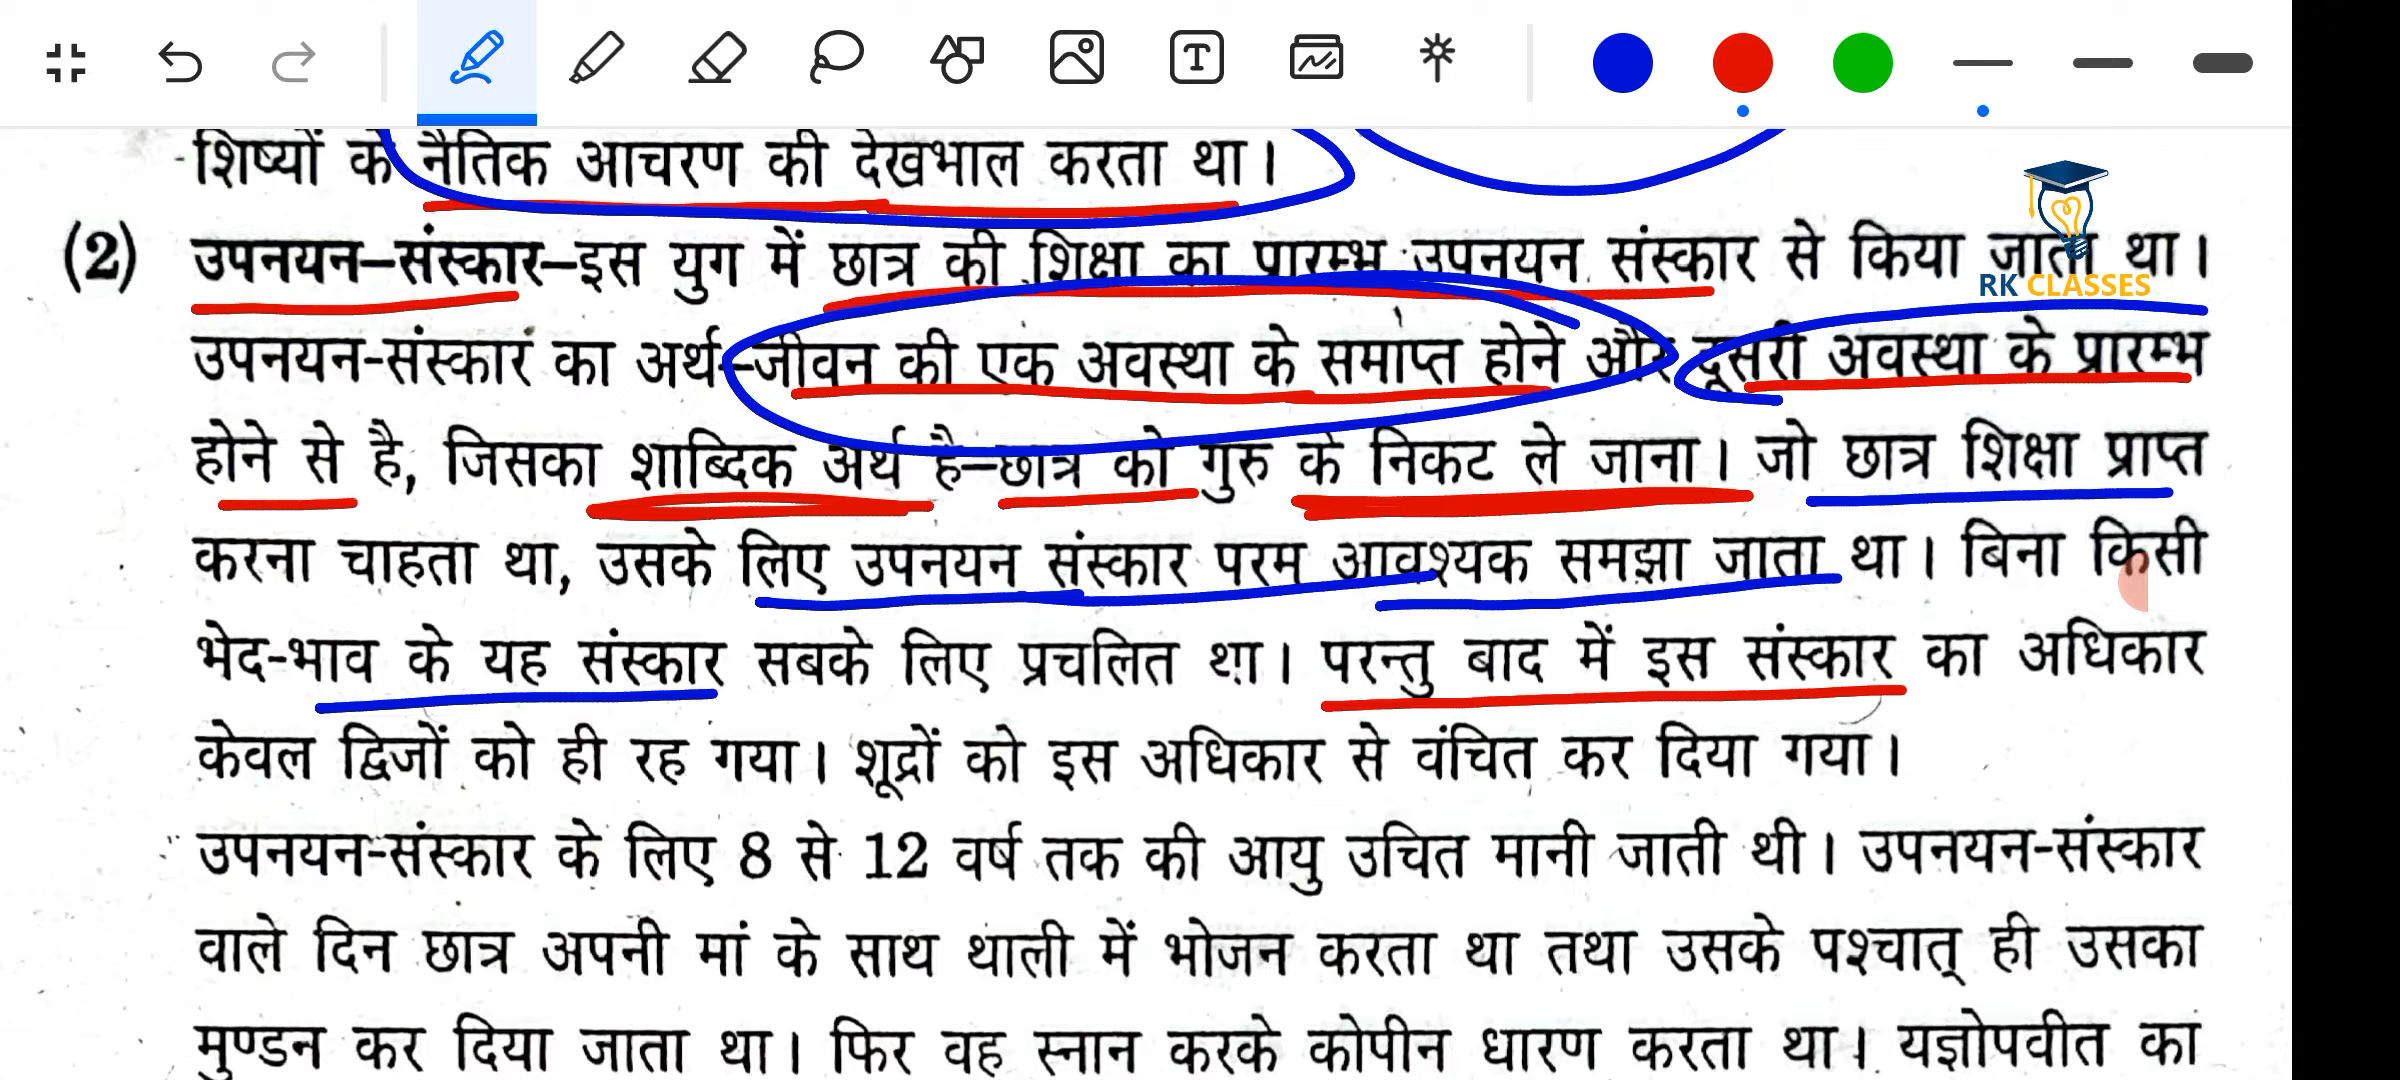 शिष्यों के नैतिक आचरण की देखभाल करता था।
(2) उपनयन–संस्कार–इस युग में छात्र की शिक्षा का प्रारम्भ उपनयन संस्कार से किया जाता था।
RK CLASSES
उपनयन-संस्कार का अर्थ–जीवन की एक अवस्था के समाप्त होने और दूसरी अवस्था के प्रारम्भ
होने से है, जिसका शाब्दिक अर्थ है–छात्र को गुरु के निकट ले जाना। जो छात्र शिक्षा प्राप्त
करना चाहता था, उसके लिए उपनयन संस्कार परम आवश्यक समझा जाता था। बिना किसी
भेद-भाव के यह संस्कार सबके लिए प्रचलित था। परन्तु बाद में इस संस्कार का अधिकार
केवल द्विजों को ही रह गया। शूद्रों को इस अधिकार से वंचित कर दिया गया।
उपनयन-संस्कार के लिए 8 से 12 वर्ष तक की आयु उचित मानी जाती थी। उपनयन-संस्कार
वाले दिन छात्र अपनी मां के साथ थाली में भोजन करता था तथा उसके पश्चात् ही उसका
मुण्डन कर दिया जाता था। फिर वह स्नान करके कोपीन धारण करता था। यज्ञोपवीत का